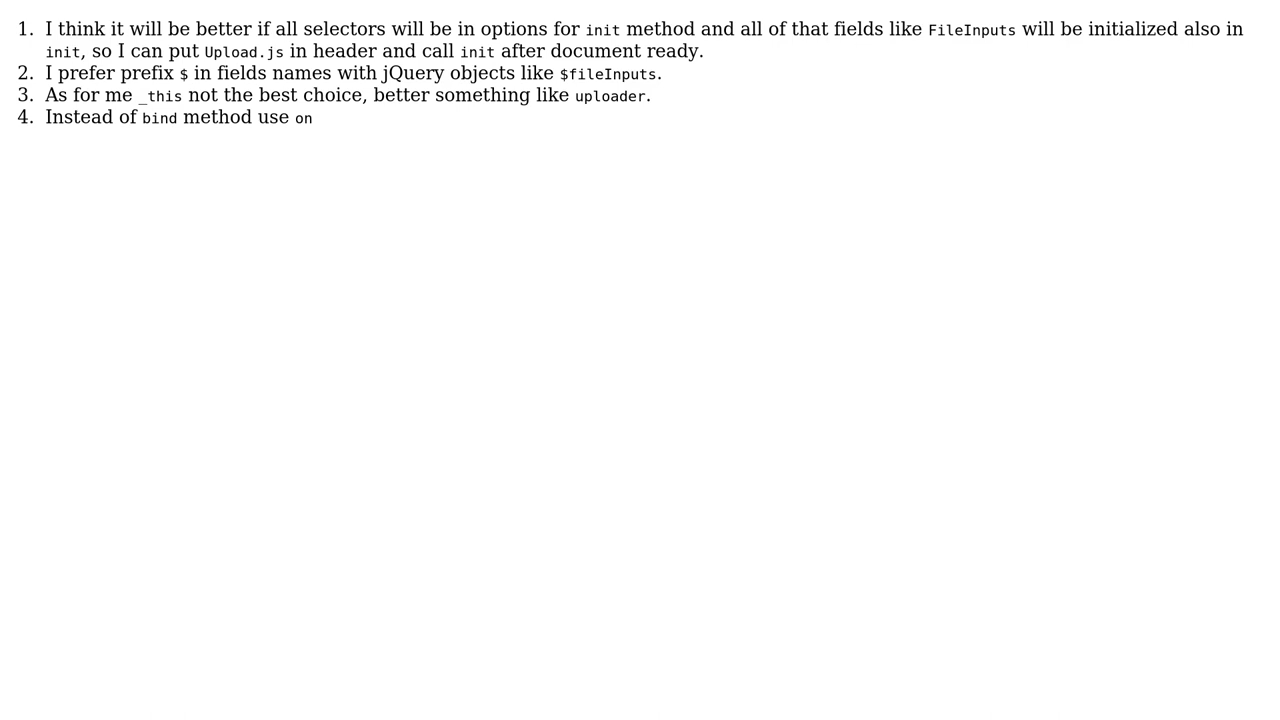 1. I think it will be better if all selectors will be in options for init method and all of that fields like FileInputs will be initialized also in
init, so I can put Upload.js in header and call init after document ready.
2. I prefer prefix $ in fields names with jQuery objects like $fileInputs.
3. As for me _this not the best choice, better something like uploader.
4. Instead of bind method use on